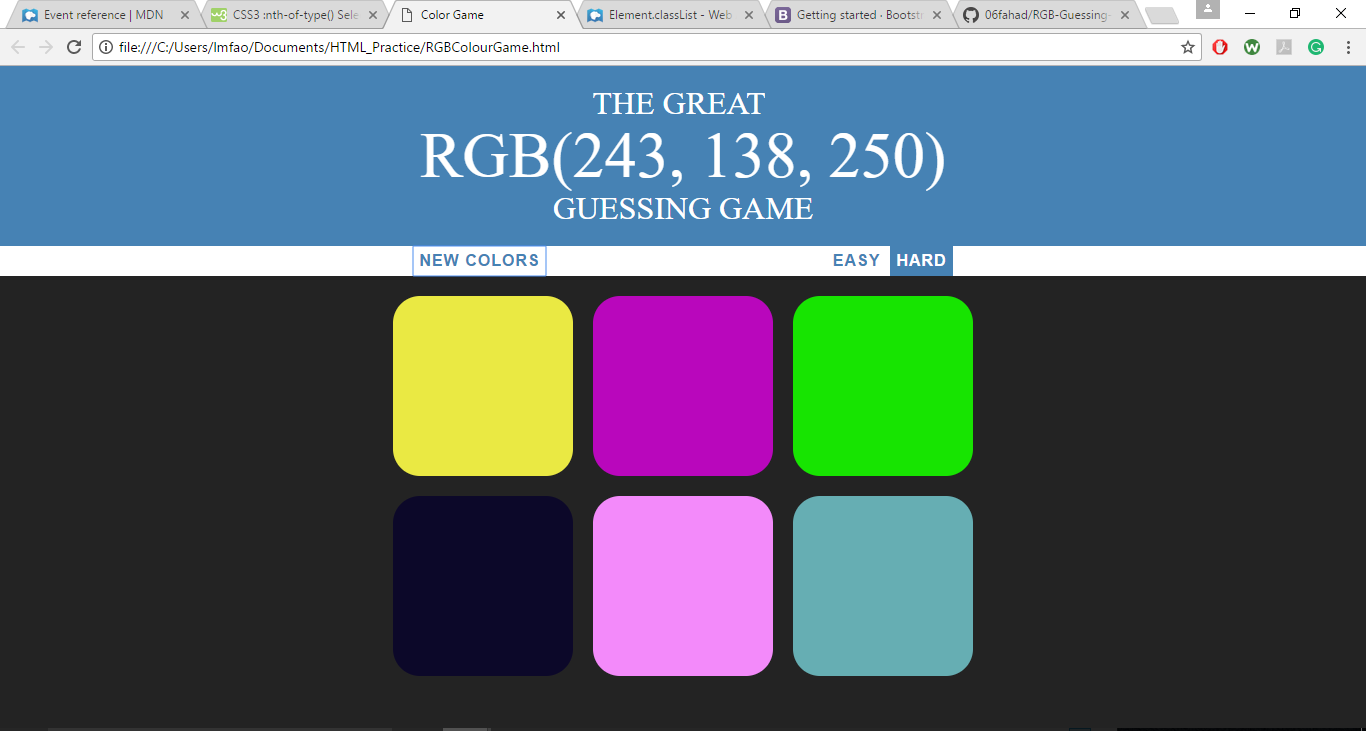 Event reference | MDN
CSS3 :nth-of-type() Sele
Color Game
Element.classList - Web
Getting started · Bootstr
06fahad/RGB-Guessing-
file:///C:/Users/lmfao/Documents/HTML_Practice/RGBColourGame.html
THE GREAT
RGB(243, 138, 250)
GUESSING GAME
NEW COLORS
EASY
HARD